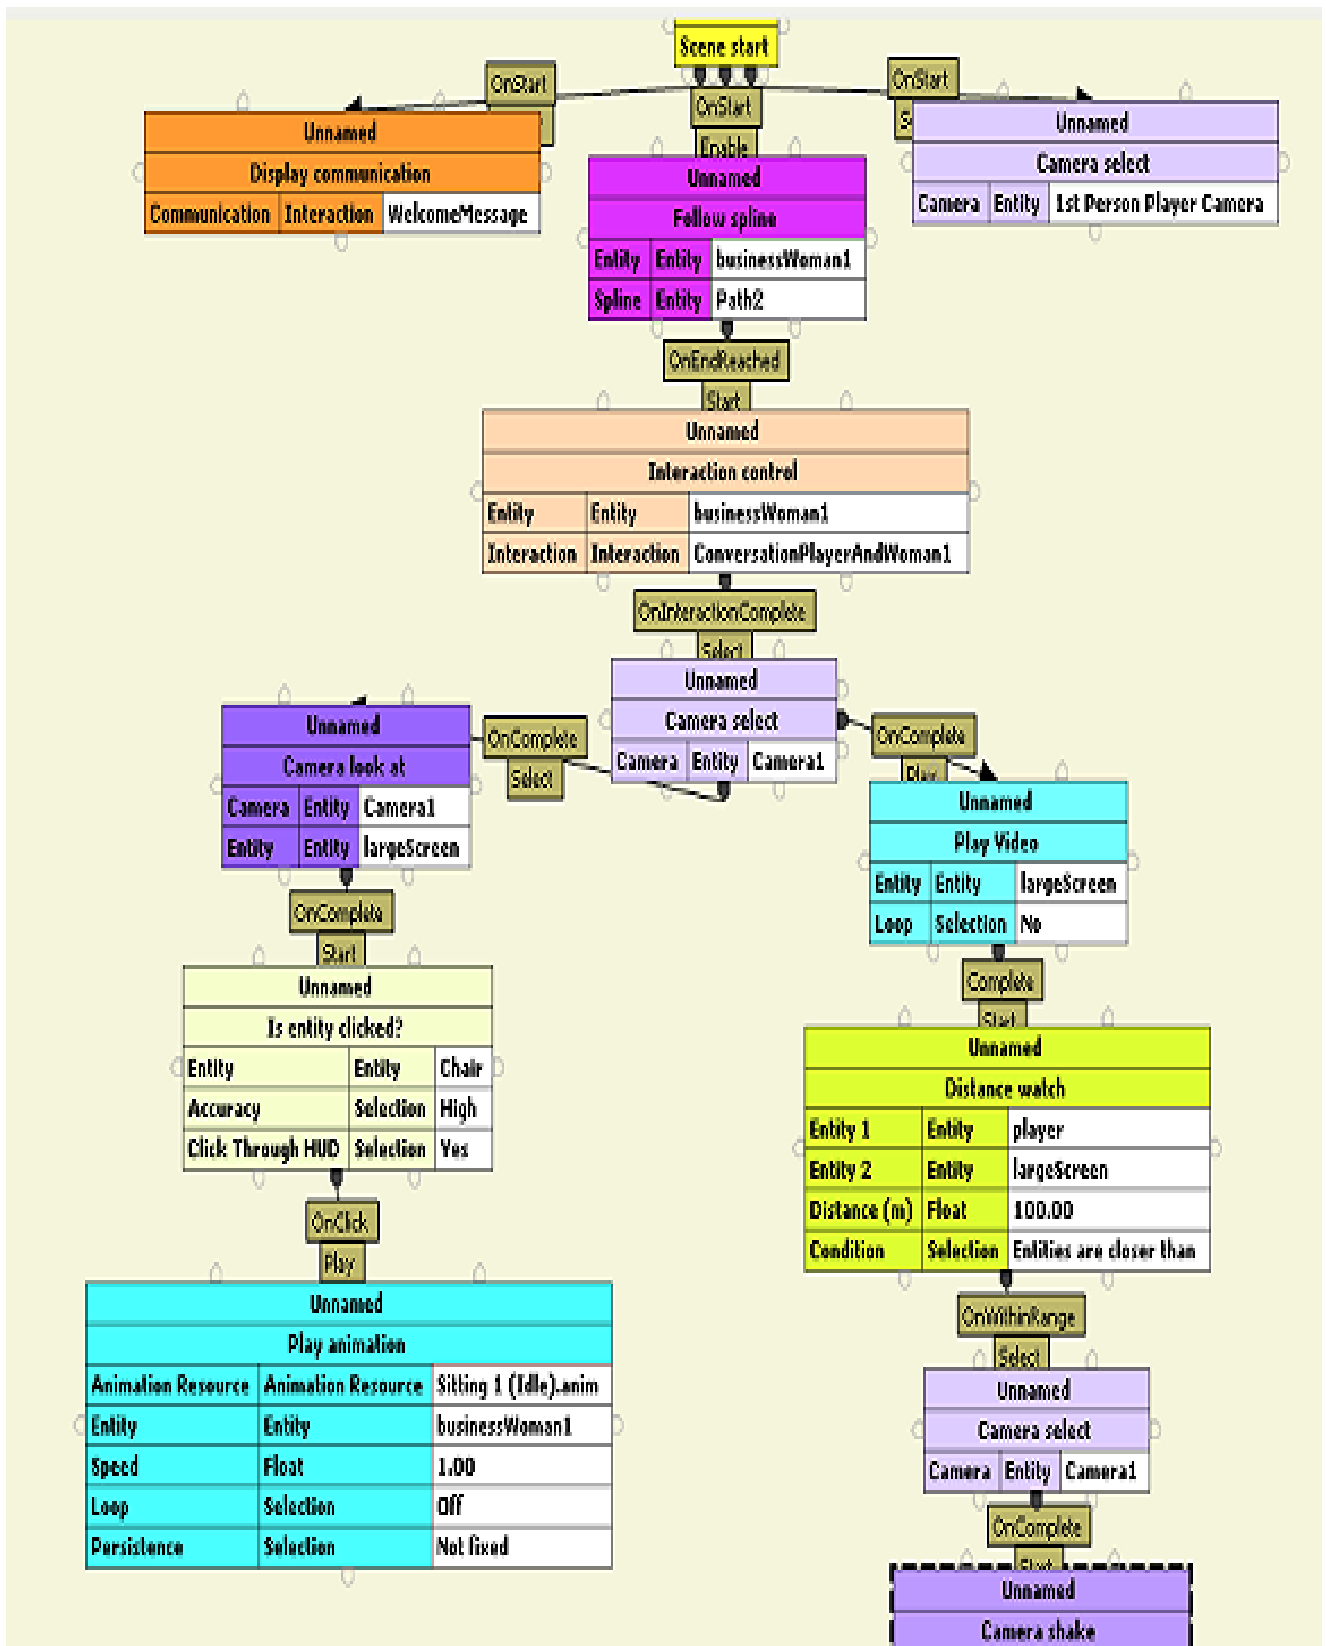 Scene start
OnStart
OnStart
OnStart
Enable
Unnamed
Display communication
Communication Interaction WelcomeMessage
Unnamed
Follow spline
Entity Entity businessWoman1
Spline Entity Path2
Unnamed
Camera select
Camera Entity 1st Person Player Camera
OnEndReached
Start
Unnamed
Interaction control
Entity Entity businessWoman1
Interaction Interaction ConversationPlayerAndWoman1
OnInteractionComplete
Select
Unnamed
Camera select
Camera Entity Camera1
OnComplete
Select
Unnamed
Camera look at
Camera Entity Camera1
Entity Entity largeScreen
OnComplete
Start
Unnamed
Is entity clicked?
Entity Entity Chair
Accuracy Selection High
Click Through HUD Selection Yes
OnClick
Play
Unnamed
Play animation
Animation Resource Animation Resource Sitting 1 (Idle).anim
Entity Entity businessWoman1
Speed Float 1.00
Loop Selection Off
Persistence Selection Not fixed
OnComplete
Play
Unnamed
Play Video
Entity Entity largeScreen
Loop Selection No
Complete
Start
Unnamed
Distance watch
Entity 1 Entity player
Entity 2 Entity largeScreen
Distance (m) Float 100.00
Condition Selection Entities are closer than
OnWithinRange
Select
Unnamed
Camera select
Camera Entity Camera1
OnComplete
Start
Unnamed
Camera shake